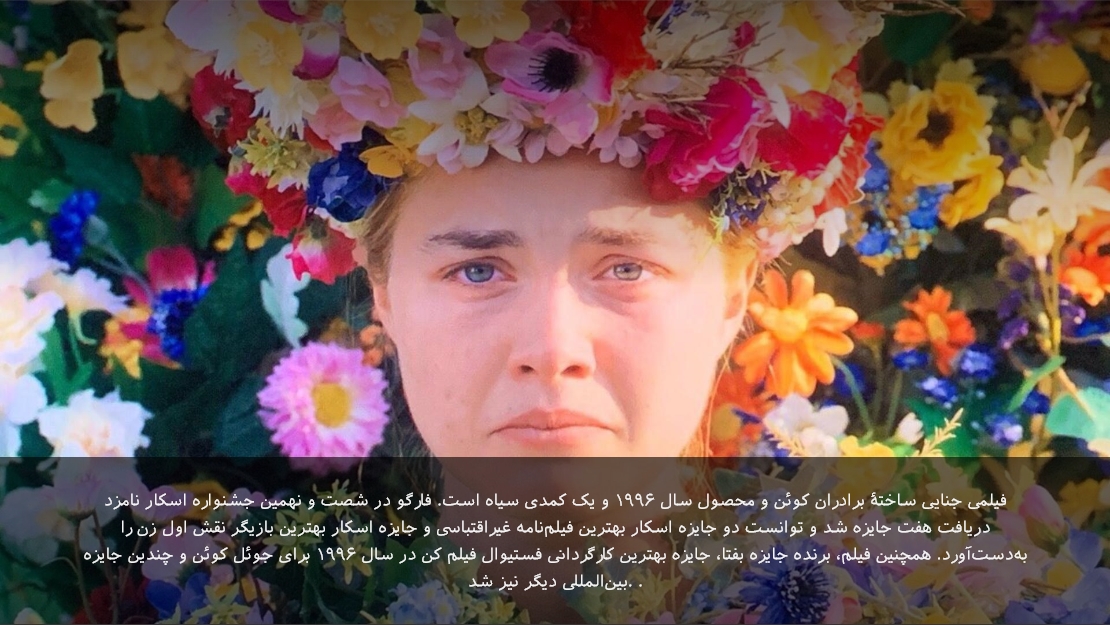 فیلمی جنایی ساختهٔ برادران کوئن و محصول سال ۱۹۹۶ و یک کمدی سیاه است. فارگو در شصت و نهمین جشنواره اسکار نامزد
دریافت هفت جایزه شد و توانست دو جایزه اسکار بهترین فیلم‌نامه غیراقتباسی و جایزه اسکار بهترین بازیگر نقش اول زن را
به‌دست‌آورد. همچنین فیلم، برنده جایزه بفتا، جایزه بهترین کارگردانی فستیوال فیلم کن در سال ۱۹۹۶ برای جوئل کوئن و چندین جایزه
. .بین‌المللی دیگر نیز شد